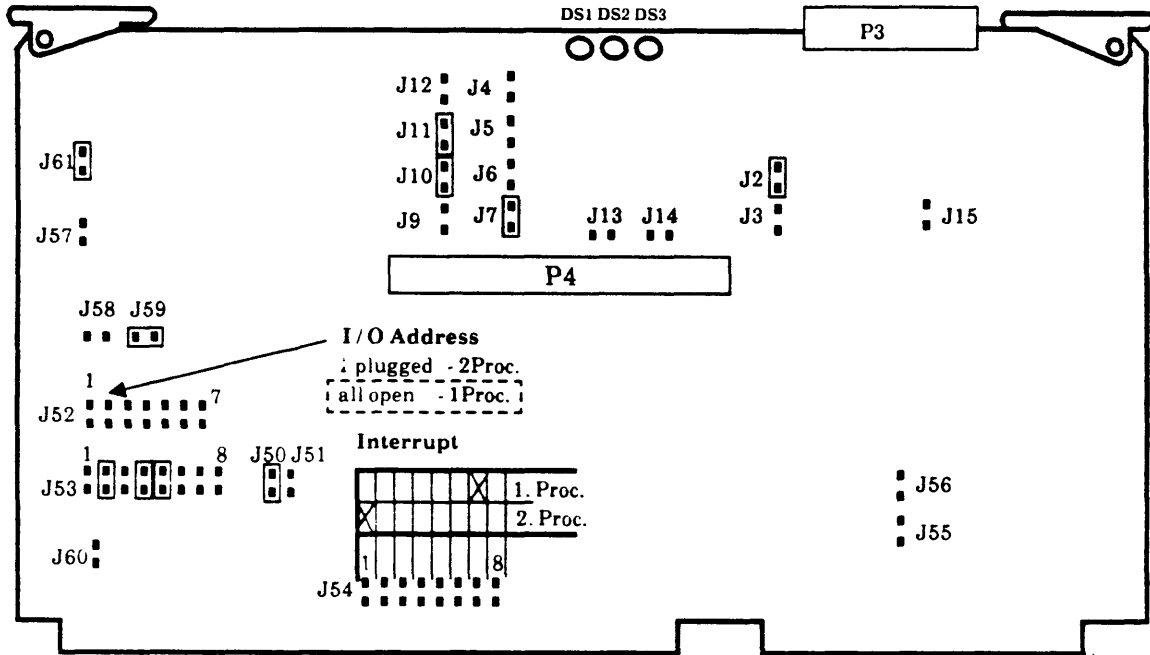 DS1 DS2 DS3
P3
J12
J4
J11
J5
J61
J10
J6
J2
J9
J7
J13
J14
J3
J15
J57
P4
J58
J59
I/O Address
plugged - 2Proc.
all open - 1Proc.
1
7
J52
Interrupt
1
8
J53
J50
J51
1. Proc.
2. Proc.
J56
J55
J60
1
8
J54